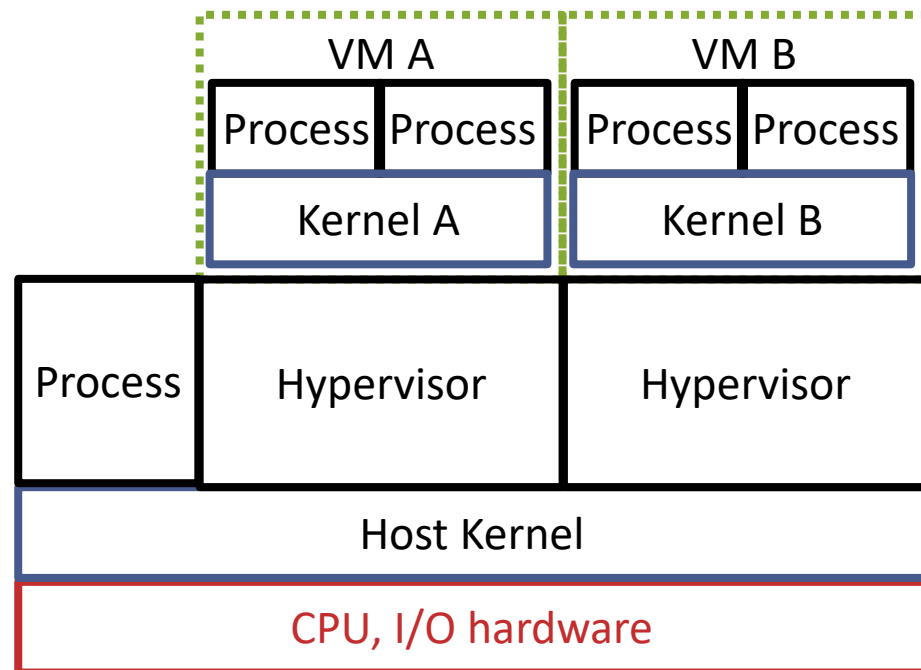 VM A
VM B
Process Process
Process Process
Kernel A
Kernel B
Process
Hypervisor
Hypervisor
Host Kernel
CPU, I/O hardware